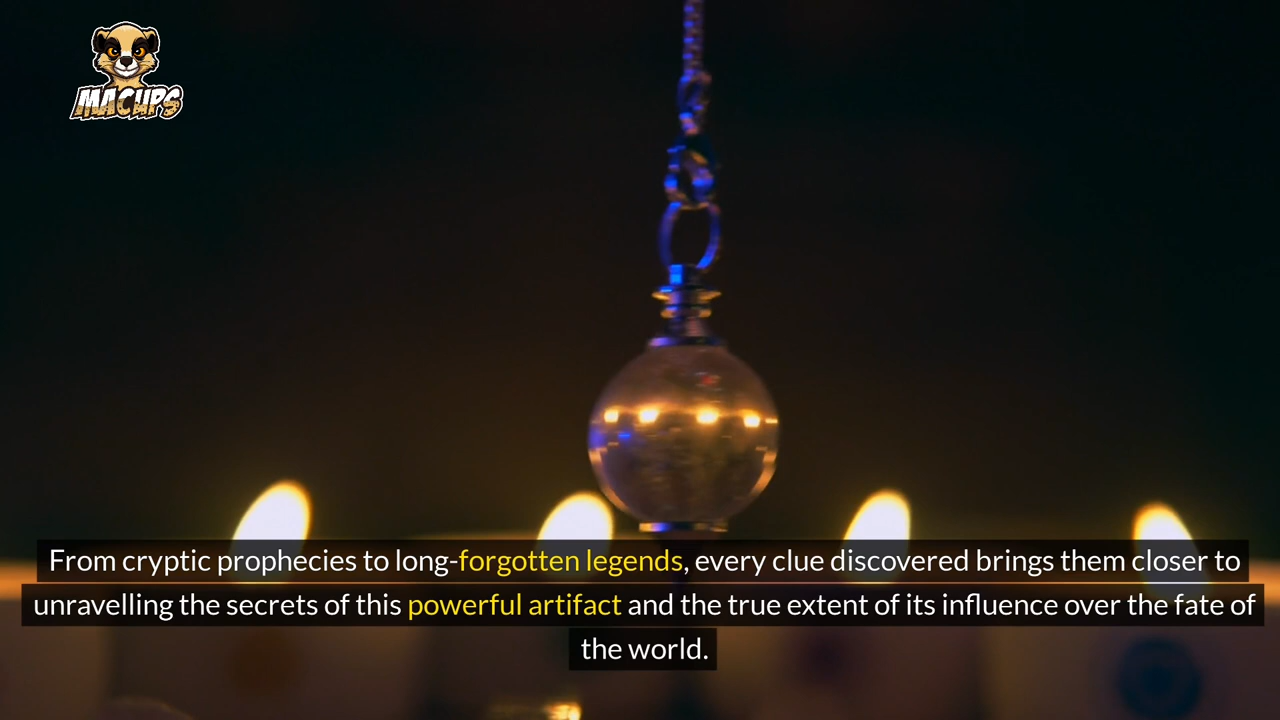 MACUPS
From cryptic prophecies to long-forgotten legends, every clue discovered brings them closer to
unravelling the secrets of this powerful artifact and the true extent of its influence over the fate of
the world.